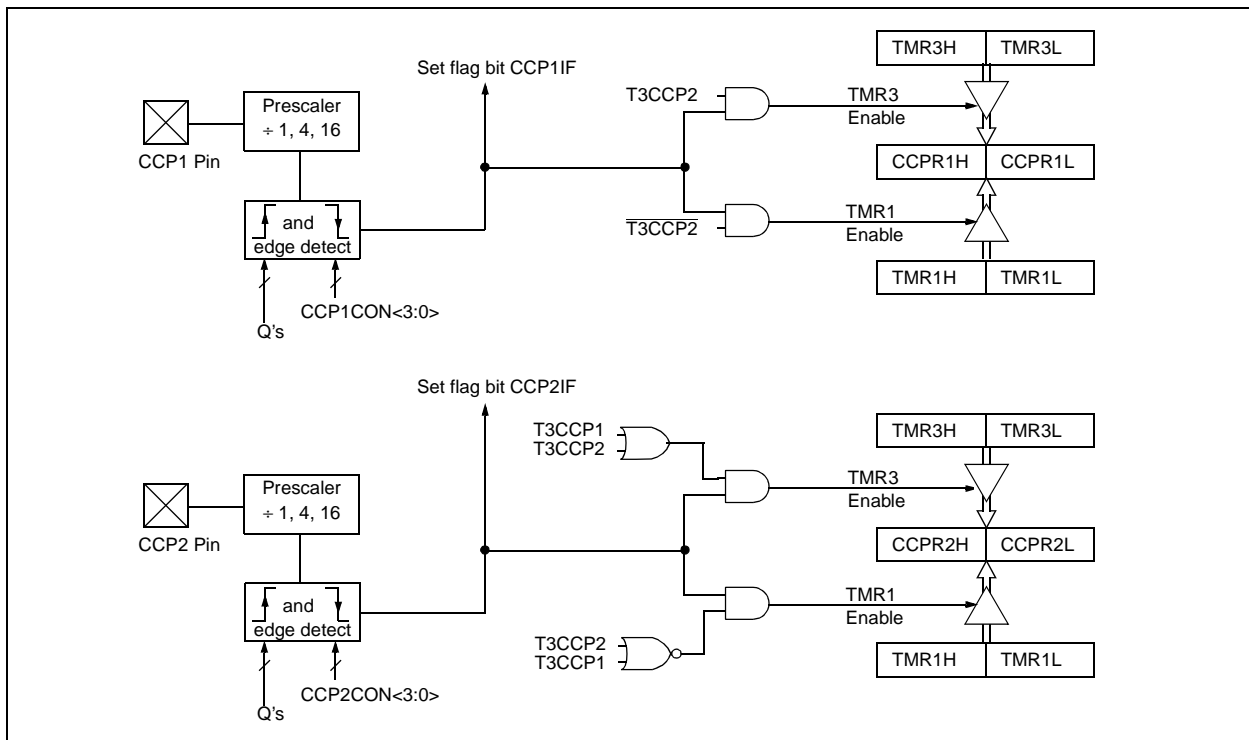 TMR3H TMR3L
Set flag bit CCP1IF
T3CCP2
TMR3
Enable
Prescaler
÷ 1, 4, 16
CCP1 Pin
CCPR1H CCPR1L
and
edge detect
T3CCP2
TMR1
Enable
TMR1H TMR1L
CCP1CON<3:0>
Q's
Set flag bit CCP2IF
TMR3H TMR3L
T3CCP1
T3CCP2
TMR3
Enable
Prescaler
÷ 1, 4, 16
CCP2 Pin
CCPR2H CCPR2L
and
edge detect
TMR1
Enable
T3CCP2
T3CCP1
TMR1H TMR1L
CCP2CON<3:0>
Q's